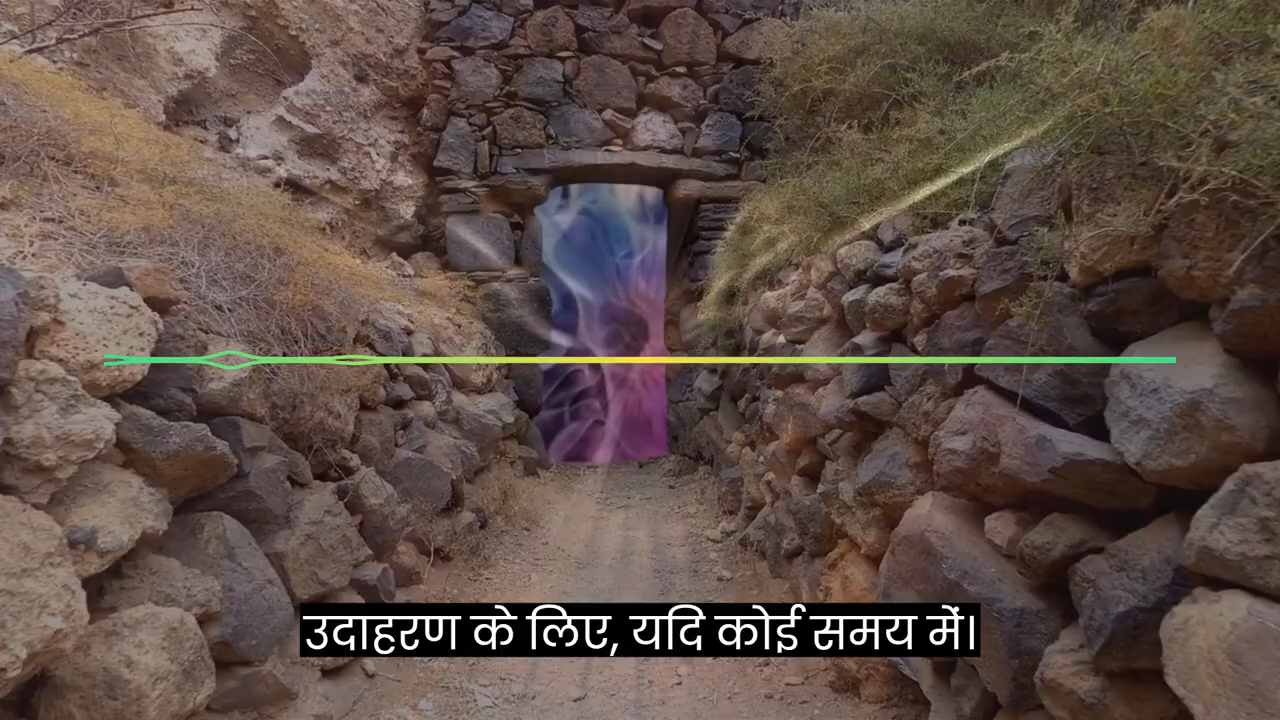 उदाहरण के लिए, यदि कोई समय में।